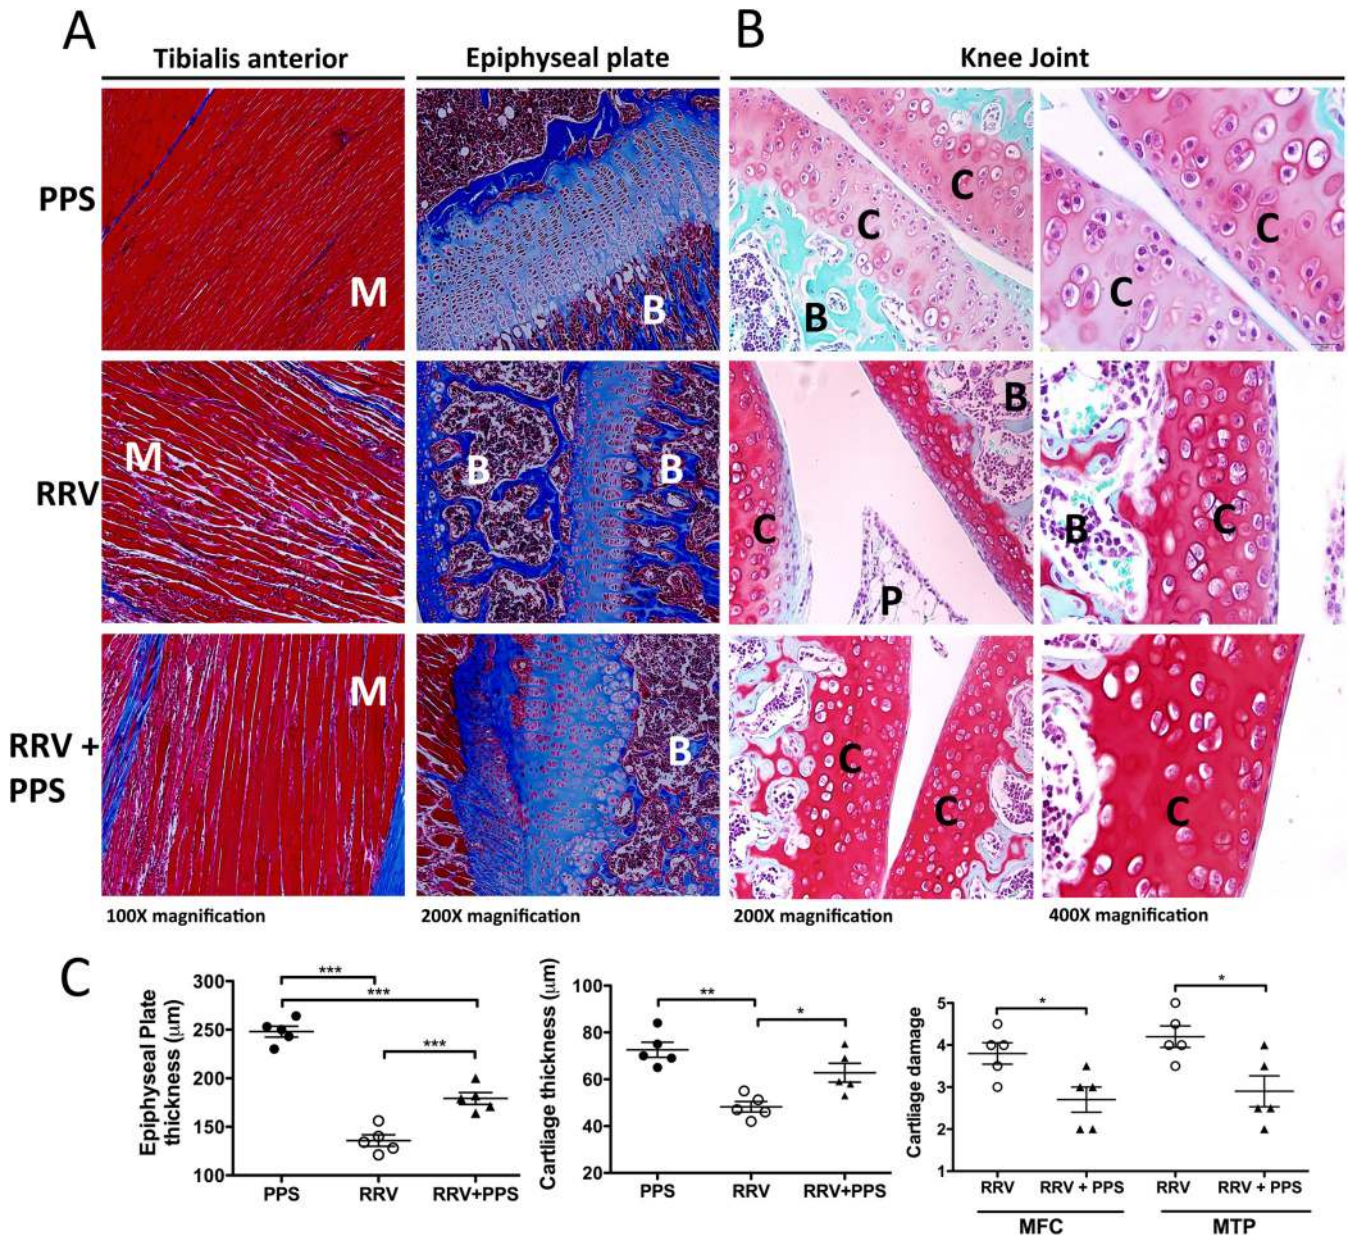 A
B
Tibialis anterior
Epiphyseal plate
Knee Joint
PPS
M
B
C
C
B
C
C
RRV
M
B
B
C
B
P
B
C
RRV +
PPS
M
B
C
C
C
100X magnification
200X magnification
200X magnification
400X magnification
C
Epiphyseal Plate
thickness (μm)
300
250
200
150
100
***
***
***
PPS
RRV
RRV+PPS
Cartliage thickness (μm)
100
80
60
40
20
**
*
PPS
RRV
RRV+PPS
Cartliage damage
5
4
3
2
1
*
*
RRV
RRV + PPS
RRV
RRV + PPS
MFC
MTP